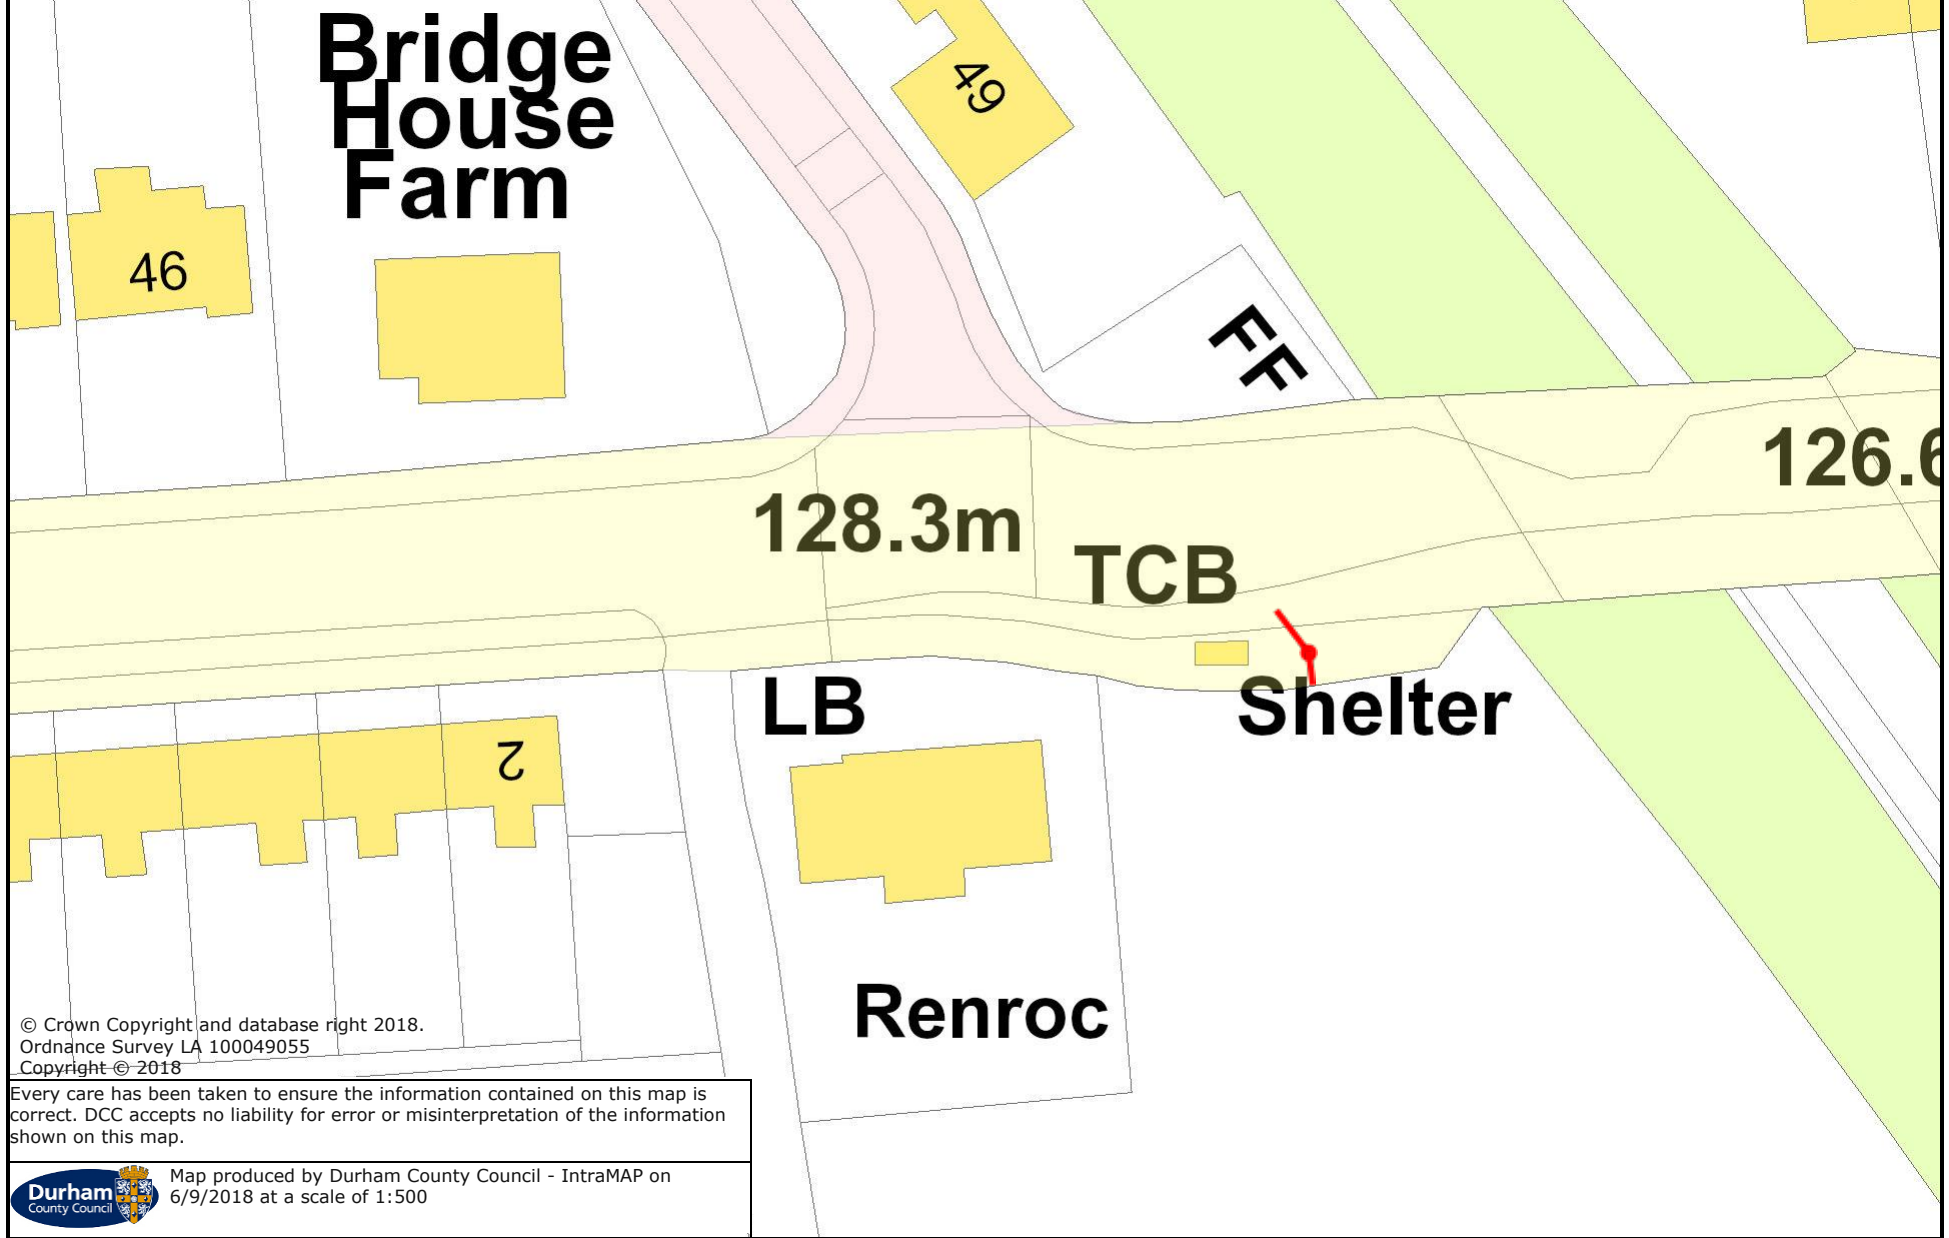 Bridge
House
Farm
49
46
FF
126.6
128.3m
TCB
LB
Shelter
2
Renroc
© Crown Copyright and database right 2018.
Ordnance Survey LA 100049055
Copyright © 2018
Every care has been taken to ensure the information contained on this map is
correct. DCC accepts no liability for error or misinterpretation of the information
shown on this map.
Durham
County Council
Map produced by Durham County Council - IntraMAP on
6/9/2018 at a scale of 1:500